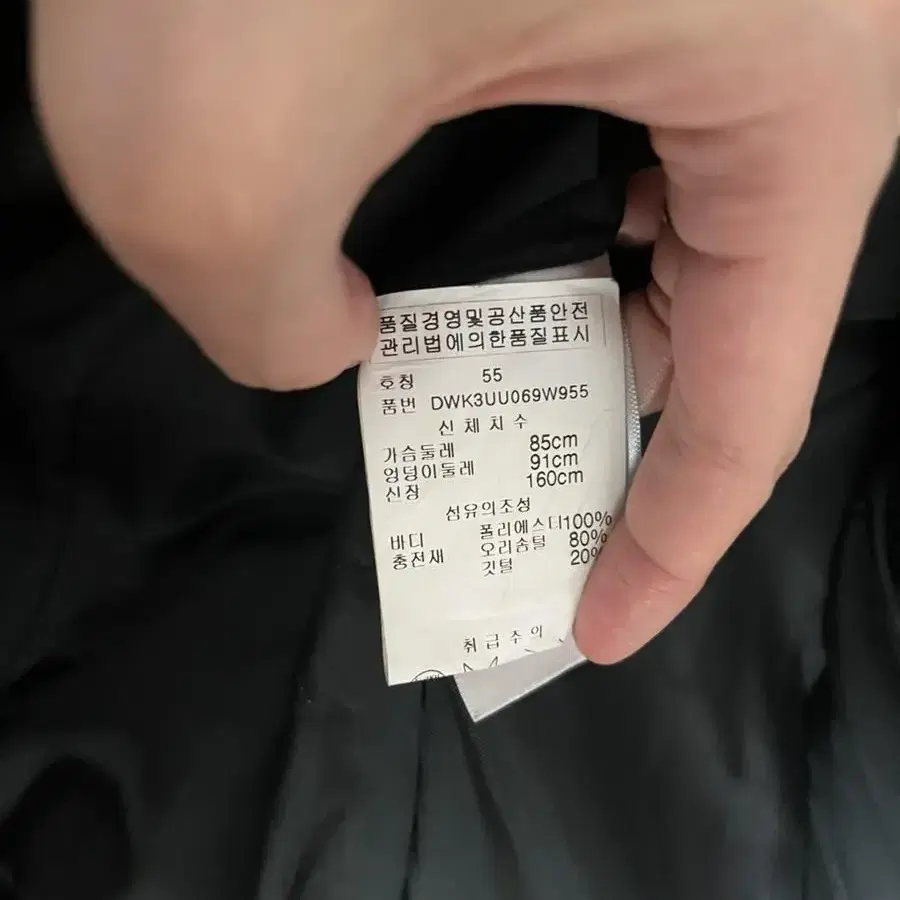 품질경영및공산품안전
관리법에의한품질표시
호칭 55
품번 DWK3UU069W955
신체치수
가슴둘레 85cm
엉덩이둘레 91cm
신장 160cm
섬유의조성
바디 폴리에스터100%
충전재 오리솜털 80%
깃털 20%
취급주의